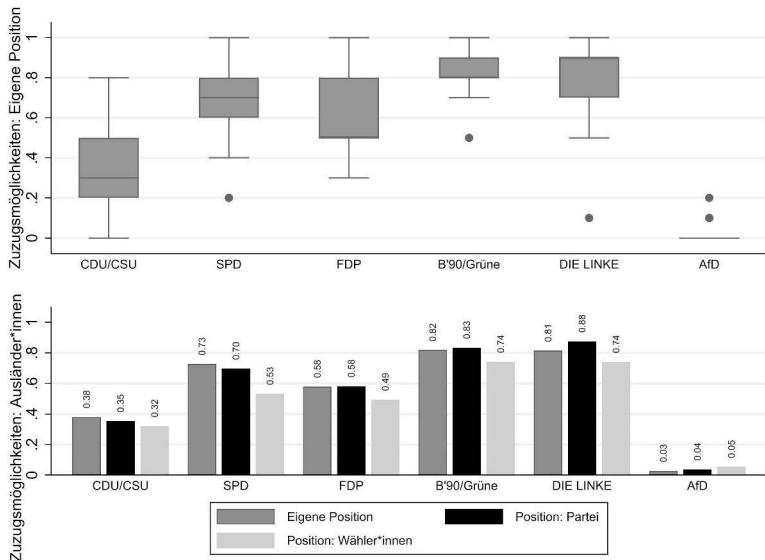 Zuzugsmöglichkeiten: Eigene Position
1
.8
.6
.4
.2
0
CDU/CSU SPD FDP B'90/Grüne DIE LINKE AfD
Zuzugsmöglichkeiten: Ausländer*innen
1
.8
.6
.4
.2
0
0.38 0.35 0.32 0.73 0.70 0.53 0.58 0.58 0.49 0.82 0.83 0.74 0.81 0.88 0.74 0.03 0.04 0.05
CDU/CSU SPD FDP B'90/Grüne DIE LINKE AfD
Eigene Position Position: Partei
Position: Wähler*innen